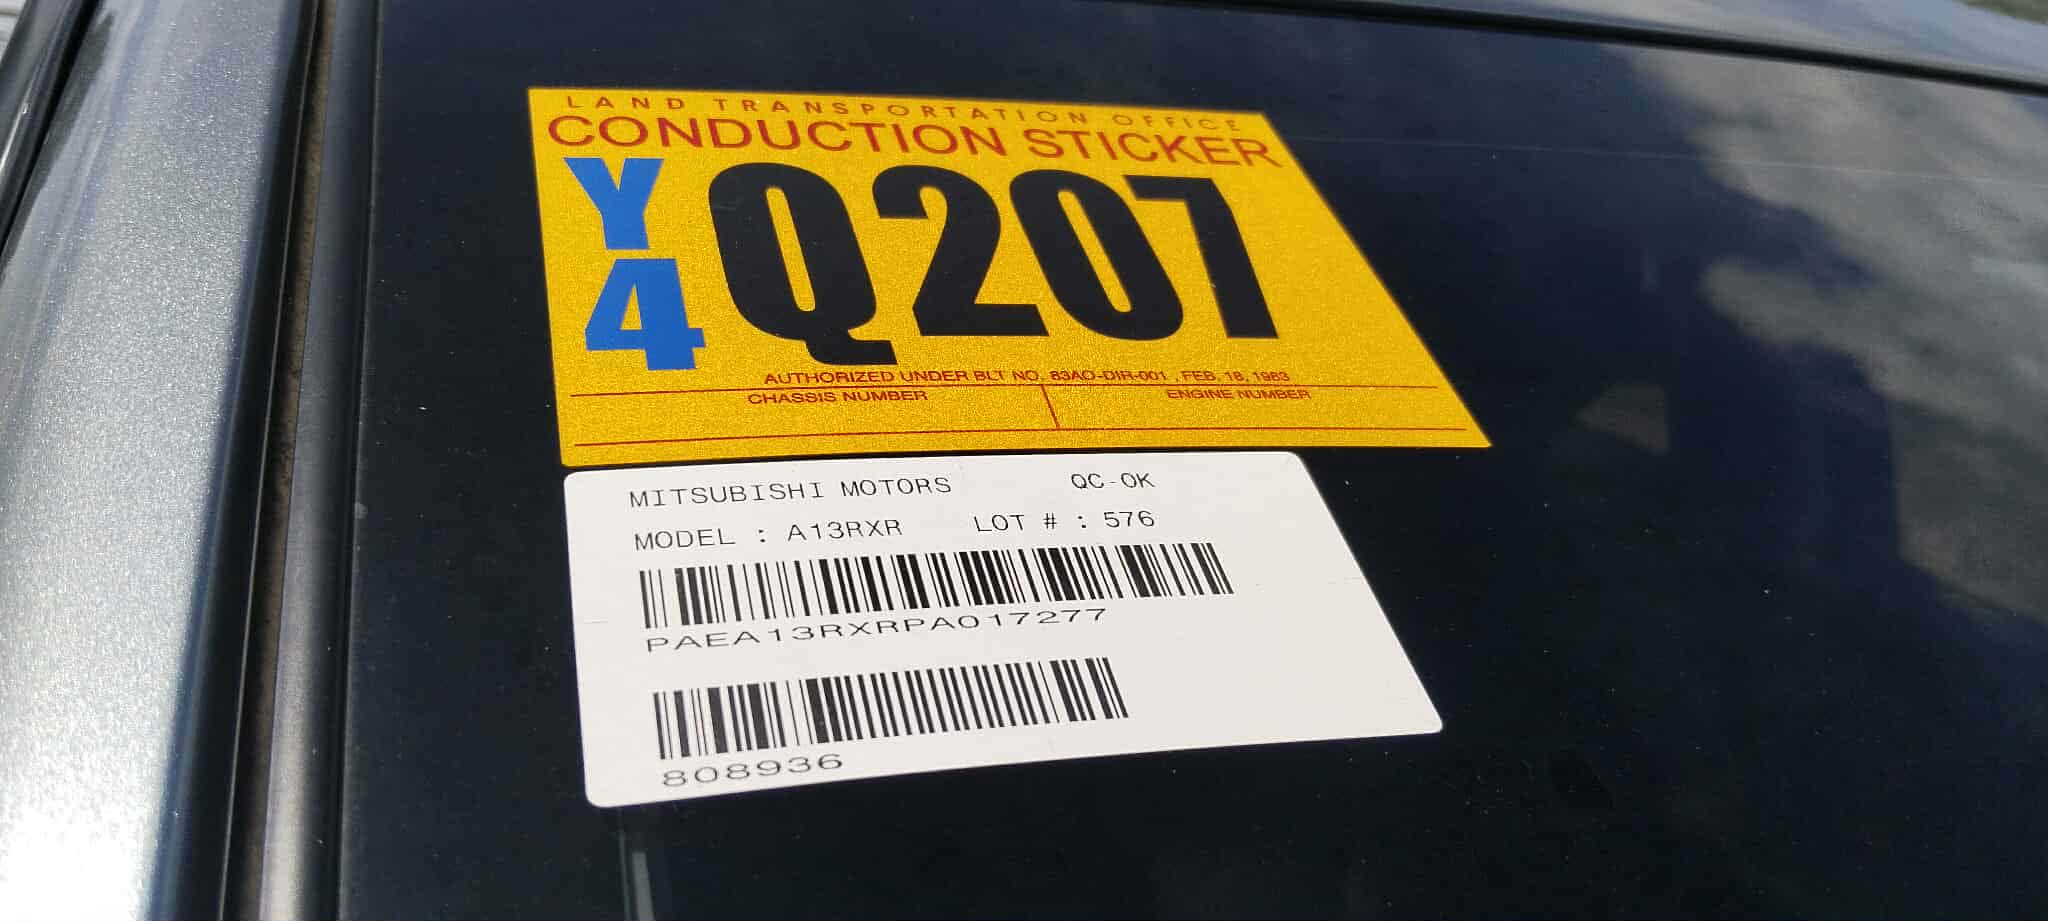 LAND TRANSPORTATION OFFICE
CONDUCTION STICKER
Y4 Q207
AUTHORIZED UNDER BLT NO. 83AO-DIR-001 , FEB. 18, 1983
CHASSIS NUMBER ENGINE NUMBER
MITSUBISHI MOTORS QC-OK
MODEL : A13RXR LOT # : 576
PAEA13RXRPA017277
808936